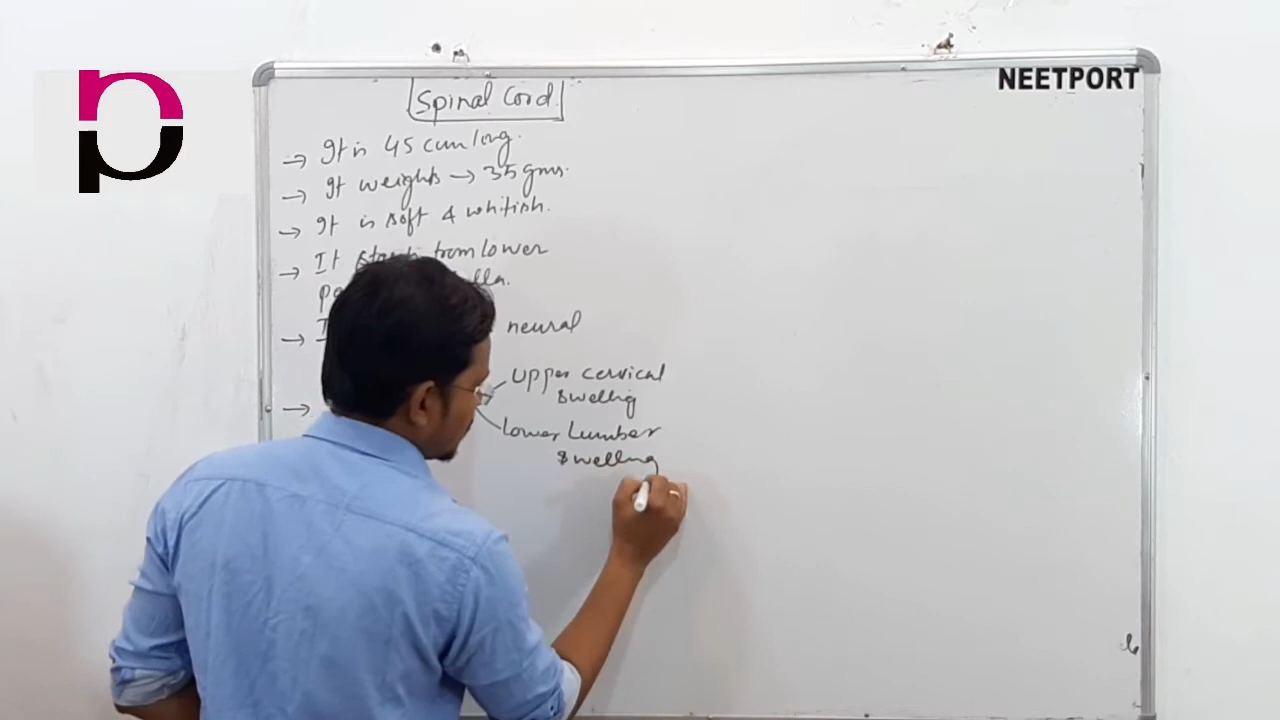 NEETPORT
Spinal Cord
→ It is 45 cm long.
→ It weights → 35 gms.
→ It is soft & whitish.
→ It from Lower
→ neural
→ Upper cervical
swelling
Lower Lumber
swelling